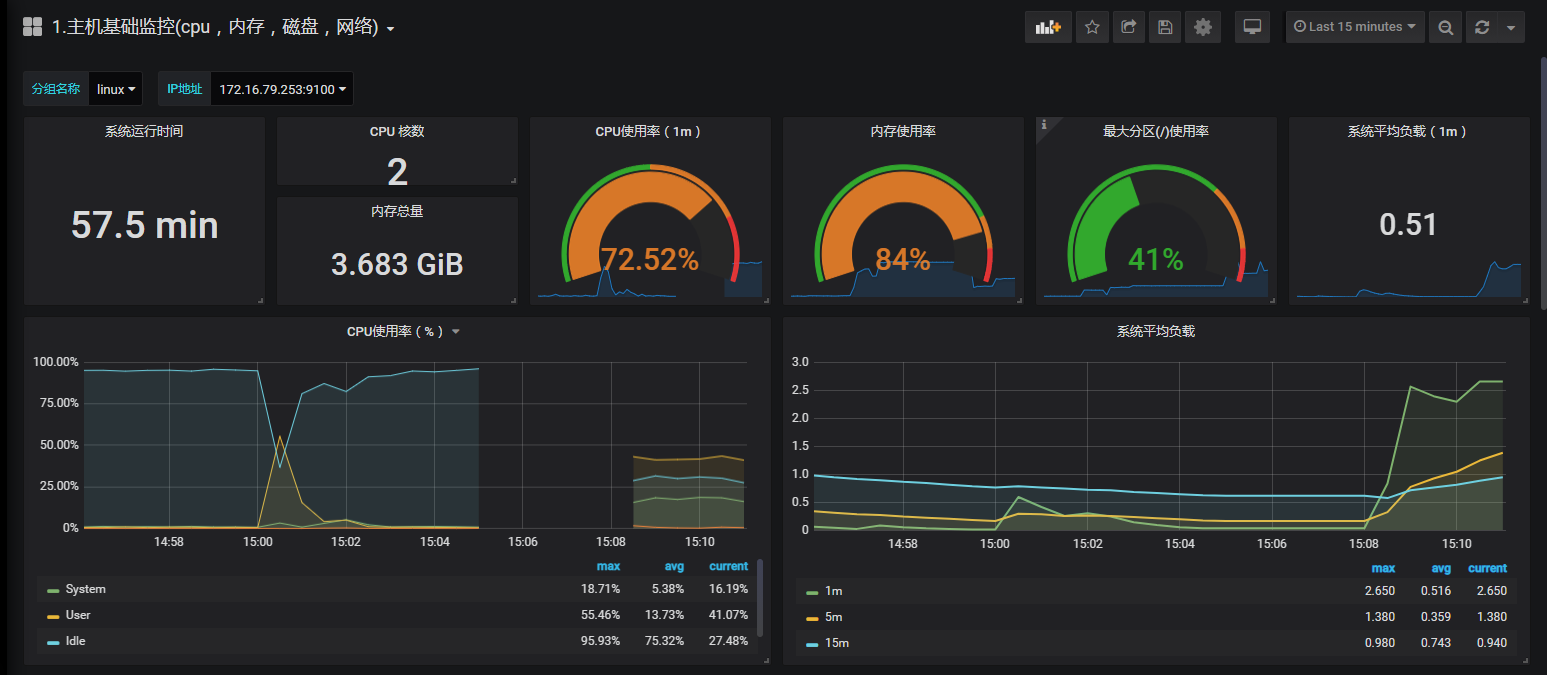 1.主机基础监控(cpu，内存，磁盘，网络)
Last 15 minutes
分组名称 linux IP地址 172.16.79.253:9100
系统运行时间
57.5 min
CPU 核数
2
内存总量
3.683 GiB
CPU使用率（1m）
72.52%
内存使用率
84%
i
最大分区(/)使用率
41%
系统平均负载（1m）
0.51
CPU使用率（%）
100.00%
75.00%
50.00%
25.00%
0%
14:58 15:00 15:02 15:04 15:06 15:08 15:10
max avg current
System 18.71% 5.38% 16.19%
User 55.46% 13.73% 41.07%
Idle 95.93% 75.32% 27.48%
系统平均负载
3.0
2.5
2.0
1.5
1.0
0.5
0
14:58 15:00 15:02 15:04 15:06 15:08 15:10
max avg current
1m 2.650 0.516 2.650
5m 1.380 0.359 1.380
15m 0.980 0.743 0.940